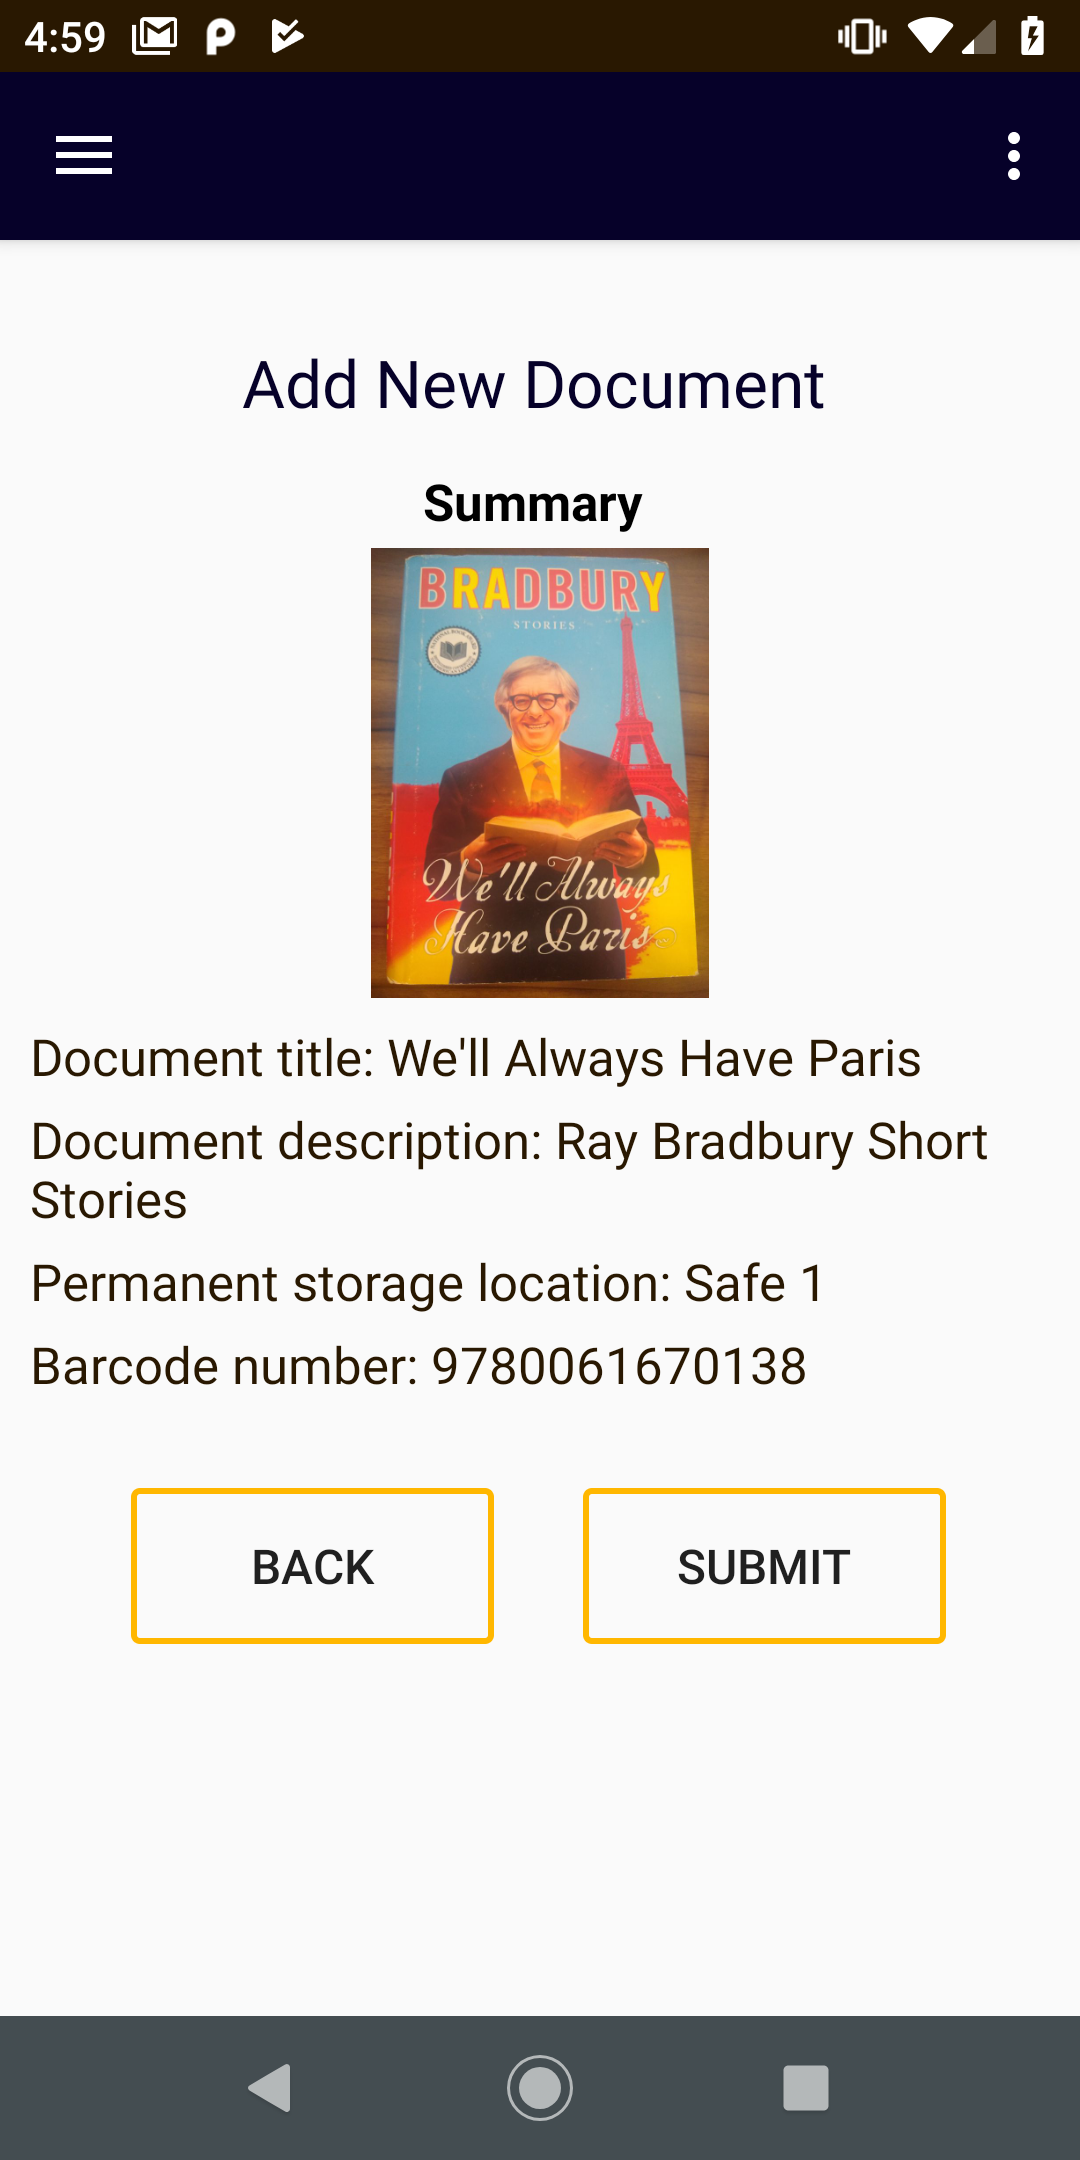 4:59
Add New Document
Summary
BRADBURY
STORIES
We'll Always
Have Paris
Document title: We'll Always Have Paris
Document description: Ray Bradbury Short
Stories
Permanent storage location: Safe 1
Barcode number: 9780061670138
BACK
SUBMIT